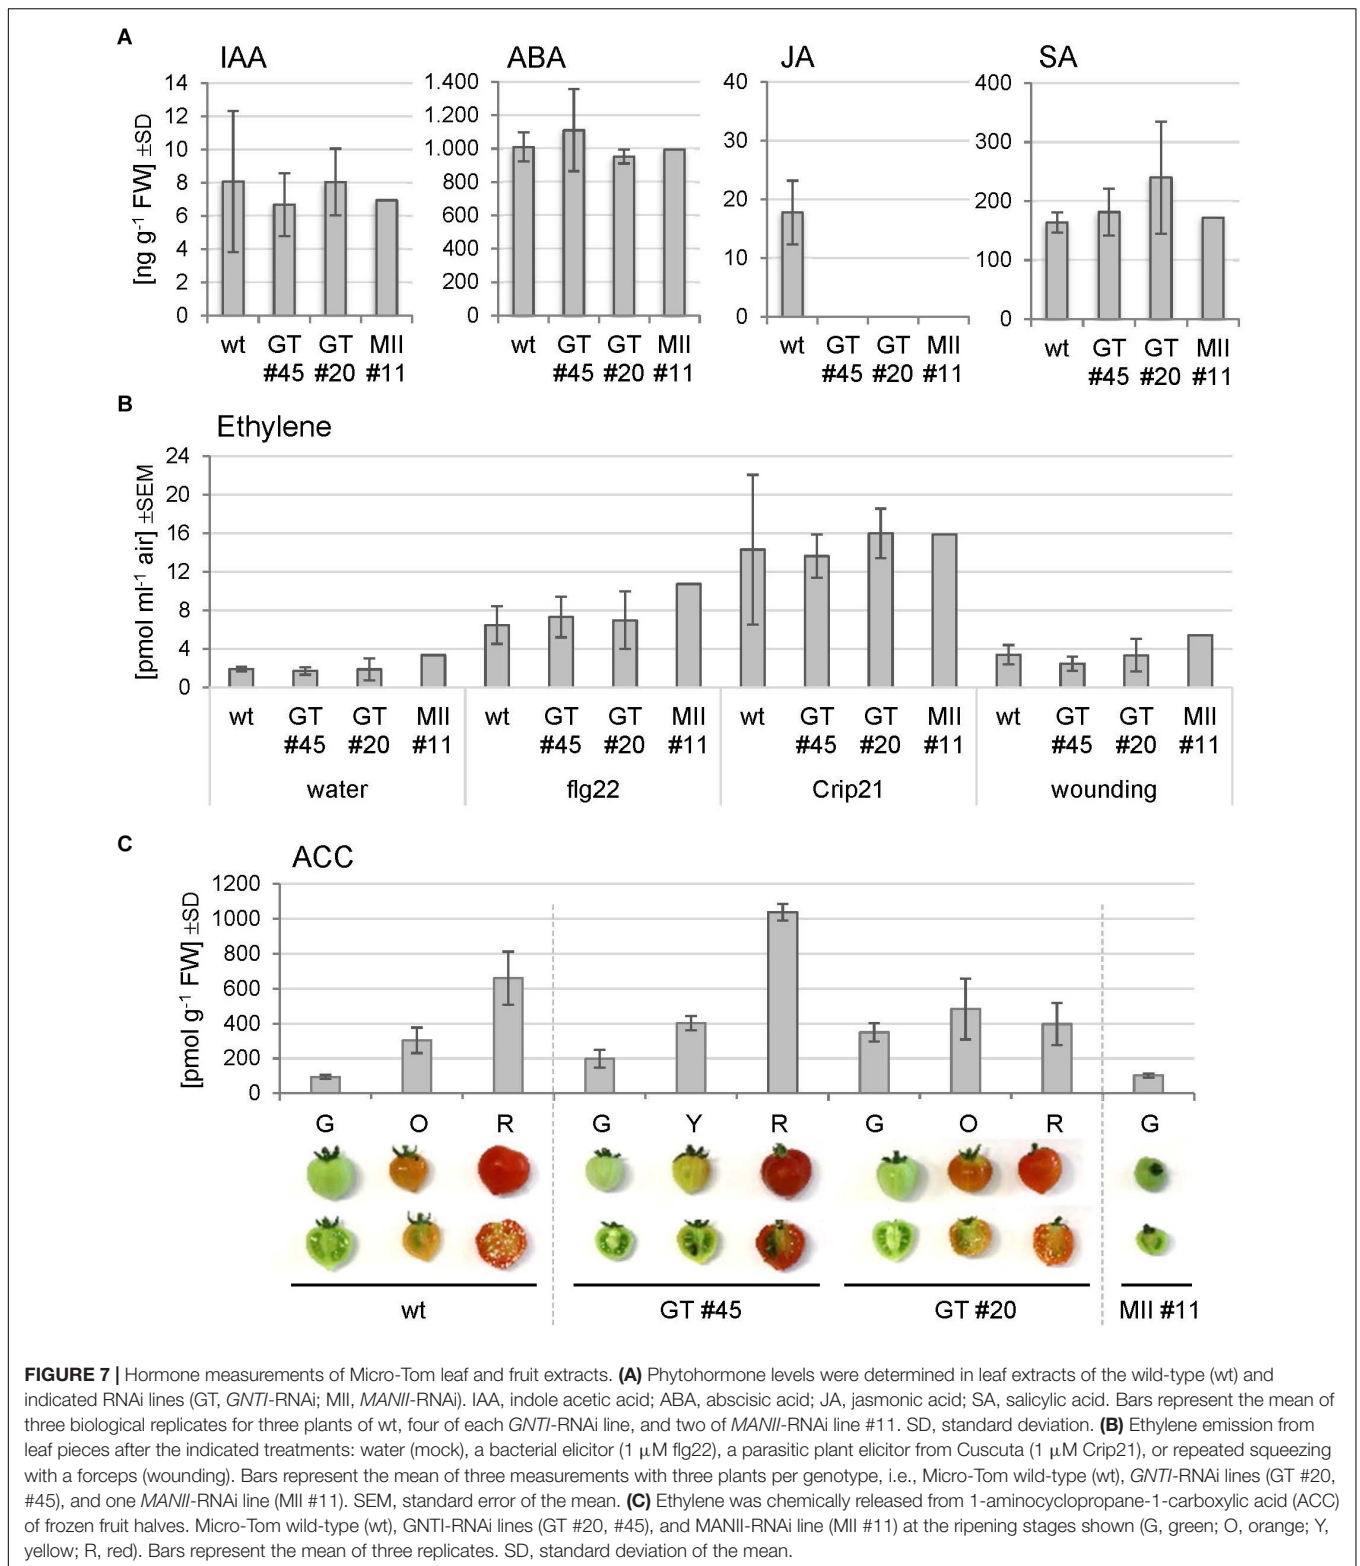 A
IAA
ABA
JA
SA
[ng g⁻¹ FW] ±SD
14
12
10
8
6
4
2
0
wt GT MII
#45 #20 #11
1.400
1.200
1.000
800
600
400
200
0
wt GT GT MII
#45 #20 #11
40
30
20
10
0
wt GT GT MII
#45 #20 #11
400
300
200
100
0
wt GT GT MII
#45 #20 #11
B
Ethylene
[pmol ml⁻¹ air] ±SEM
24
20
16
12
8
4
0
wt GT GT MII wt GT GT MII wt GT GT MII wt GT GT MII
#45 #20 #11 #45 #20 #11 #45 #20 #11 #45 #20 #11
water flg22 Crip21 wounding
C
ACC
[pmol g⁻¹ FW] ±SD
1200
1000
800
600
400
200
0
G O R G Y R G O R G
wt GT #45 GT #20 MII #11
FIGURE 7 | Hormone measurements of Micro-Tom leaf and fruit extracts. (A) Phytohormone levels were determined in leaf extracts of the wild-type (wt) and
indicated RNAi lines (GT, GNTI-RNAi; MII, MANII-RNAi). IAA, indole acetic acid; ABA, abscisic acid; JA, jasmonic acid; SA, salicylic acid. Bars represent the mean of
three biological replicates for three plants of wt, four of each GNTI-RNAi line, and two of MANII-RNAi line #11. SD, standard deviation. (B) Ethylene emission from
leaf pieces after the indicated treatments: water (mock), a bacterial elicitor (1 μM flg22), a parasitic plant elicitor from Cuscuta (1 μM Crip21), or repeated squeezing
with a forceps (wounding). Bars represent the mean of three measurements with three plants per genotype, i.e., Micro-Tom wild-type (wt), GNTI-RNAi lines (GT #20,
#45), and one MANII-RNAi line (MII #11). SEM, standard error of the mean. (C) Ethylene was chemically released from 1-aminocyclopropane-1-carboxylic acid (ACC)
of frozen fruit halves. Micro-Tom wild-type (wt), GNTI-RNAi lines (GT #20, #45), and MANII-RNAi line (MII #11) at the ripening stages shown (G, green; O, orange; Y,
yellow; R, red). Bars represent the mean of three replicates. SD, standard deviation of the mean.